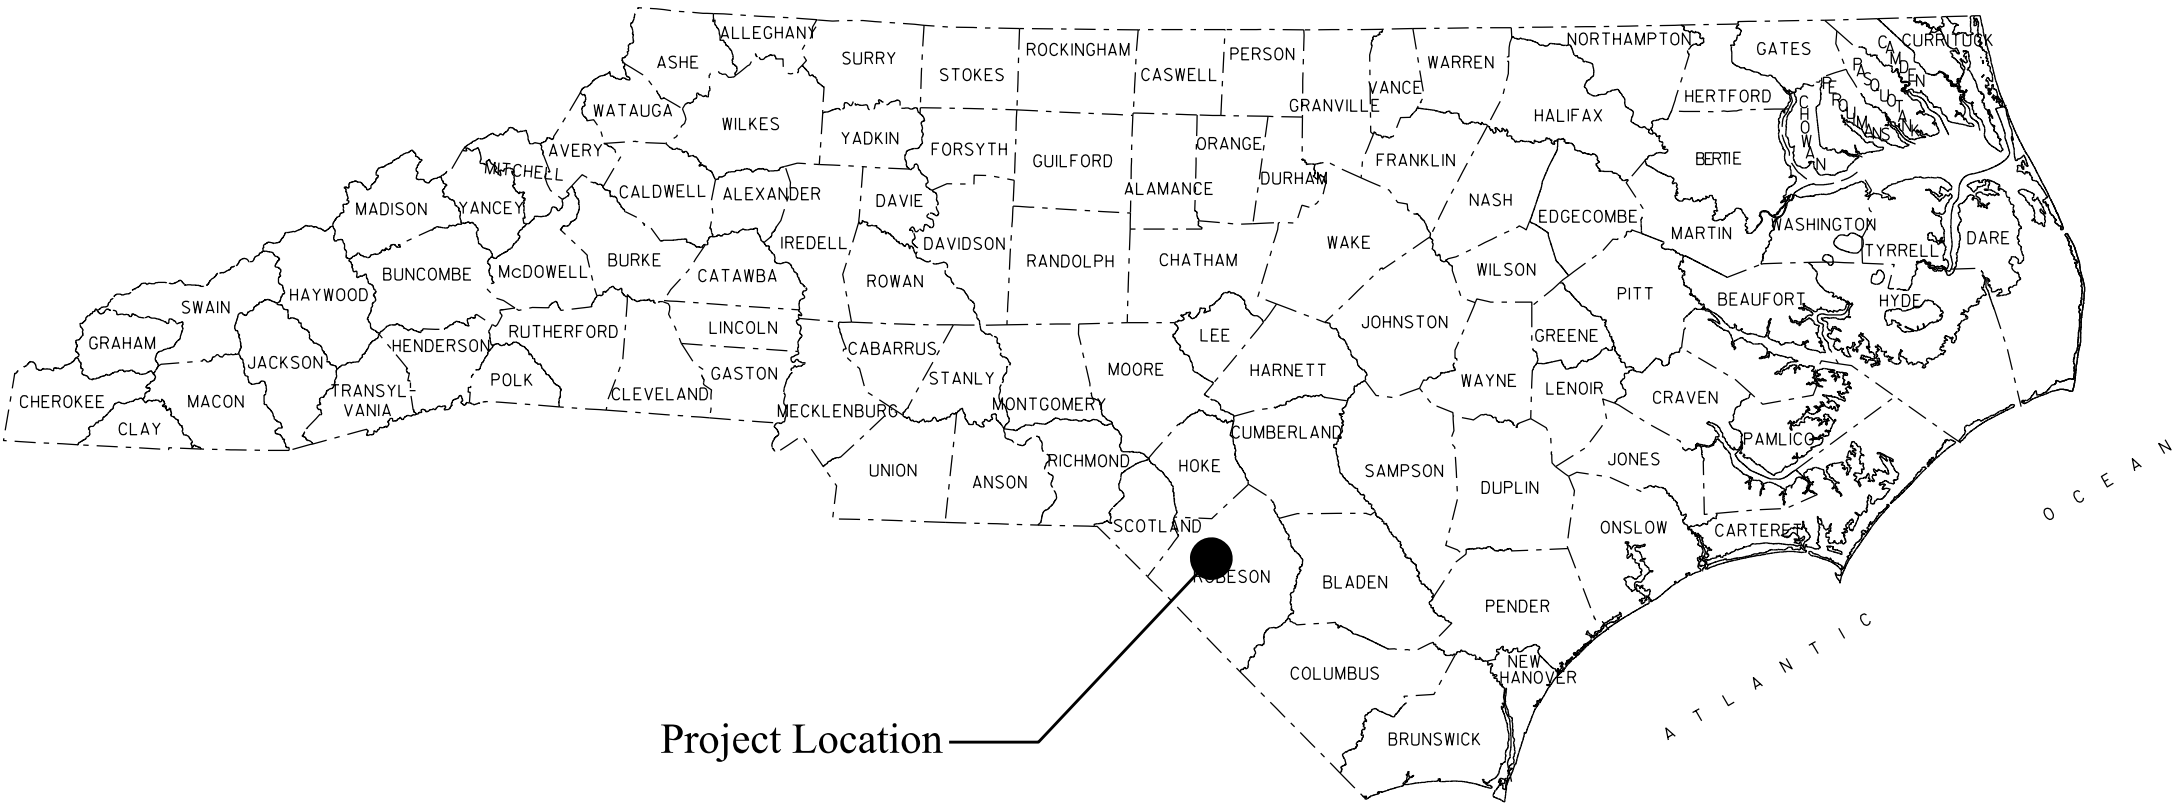 ALLEGHANY
NORTHAMPTON
CURRITUCK
CAMDEN
ASHE
SURRY
STOKES
ROCKINGHAM
CASWELL
PERSON
GRANVILLE
VANCE
WARREN
GATES
PASQUOTANK
PERQUIMANS
CHOWAN
HERTFORD
HALIFAX
WATAUGA
WILKES
YADKIN
FORSYTH
GUILFORD
ALAMANCE
ORANGE
DURHAM
FRANKLIN
BERTIE
AVERY
MITCHELL
YANCEY
MADISON
CALDWELL
ALEXANDER
DAVIE
IREDELL
DAVIDSON
RANDOLPH
CHATHAM
WAKE
NASH
EDGECOMBE
MARTIN
WASHINGTON
TYRRELL
DARE
SWAIN
HAYWOOD
BUNCOMBE
McDOWELL
BURKE
CATAWBA
ROWAN
WILSON
PITT
BEAUFORT
HYDE
GRAHAM
JACKSON
HENDERSON
RUTHERFORD
LINCOLN
CABARRUS
STANLY
MOORE
LEE
HARNETT
JOHNSTON
GREENE
CHEROKEE
CLAY
MACON
TRANSYL
VANIA
POLK
CLEVELAND
GASTON
MECKLENBURG
MONTGOMERY
WAYNE
LENOIR
CRAVEN
PAMLICO
UNION
ANSON
RICHMOND
HOKE
CUMBERLAND
SAMPSON
DUPLIN
JONES
SCOTLAND
ONSLOW
CARTERET
ROBESON
BLADEN
PENDER
COLUMBUS
NEW
HANOVER
BRUNSWICK
ATLANTIC
OCEAN
Project Location